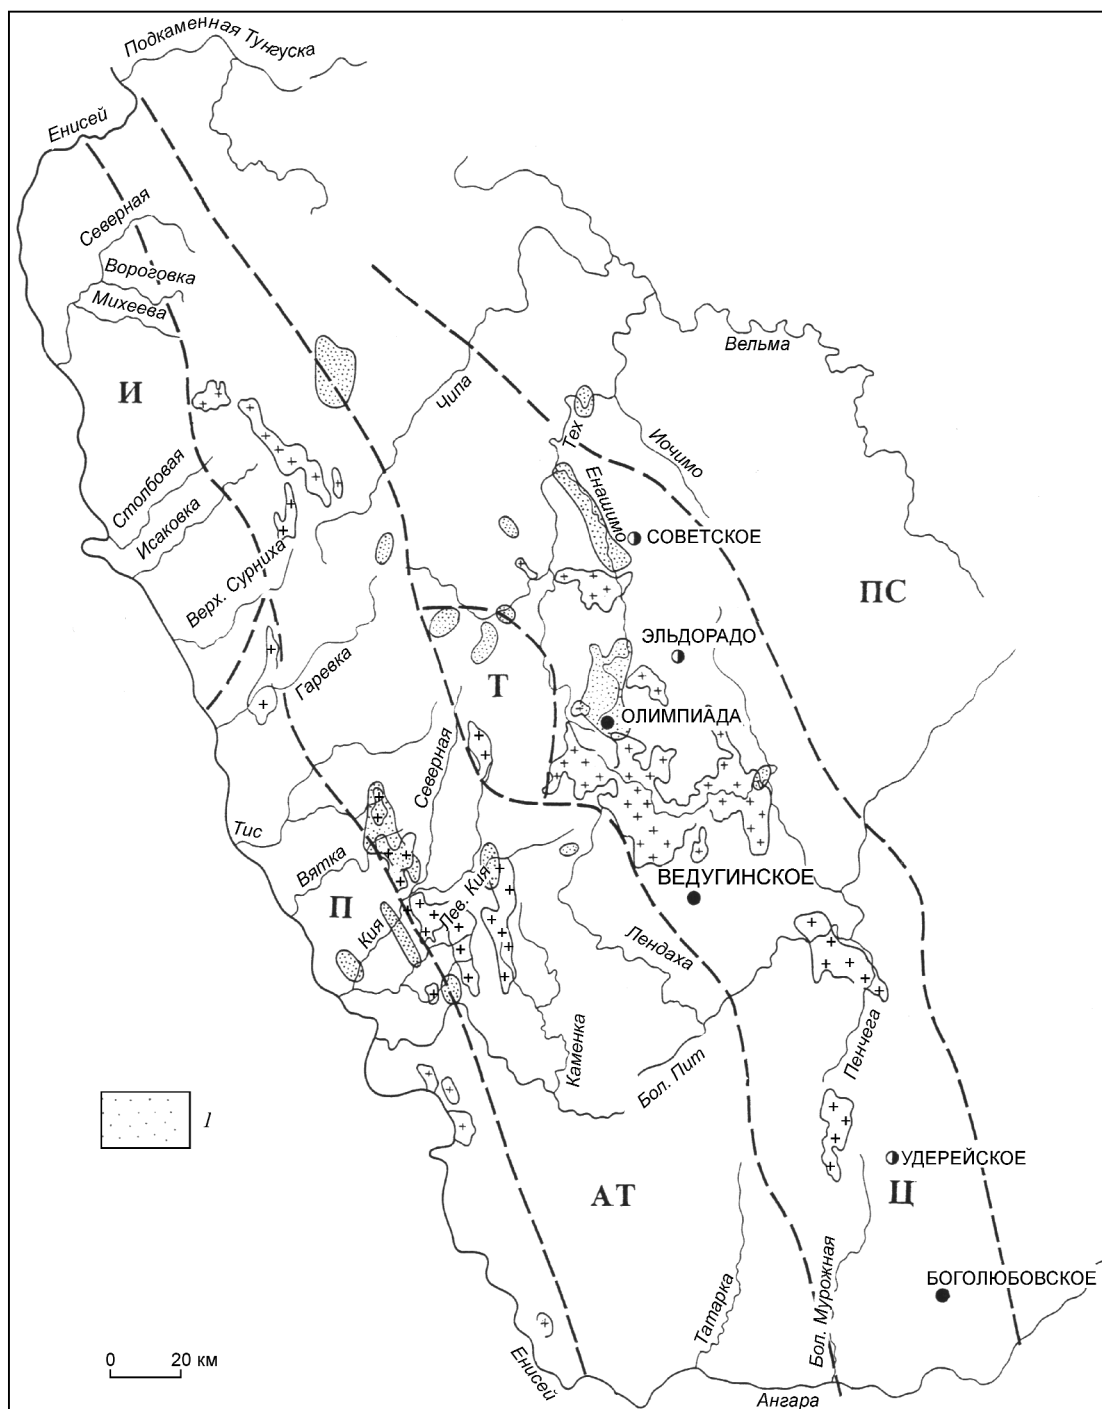 Подкаменная Тунгуска
Енисей
Северная
Вороговка
Михеева
Вельма
И
Чипа
Тех
Иочимо
Столбовая
Исаковка
Енашимо
СОВЕТСКОЕ
Верх. Сурниха
ПС
ЭЛЬДОРАДО
Гаревка
Т
ОЛИМПИАДА
Северная
Тис
Вятка
ВЕДУГИНСКОЕ
П
Кия
Лев. Кия
Лендаха
Каменка
Бол. Пит
Пенчега
1
УДЕРЕЙСКОЕ
АТ
Ц
БОГОЛЮБОВСКОЕ
Татарка
Бол. Мурожная
0 20 км
Енисей
Ангара